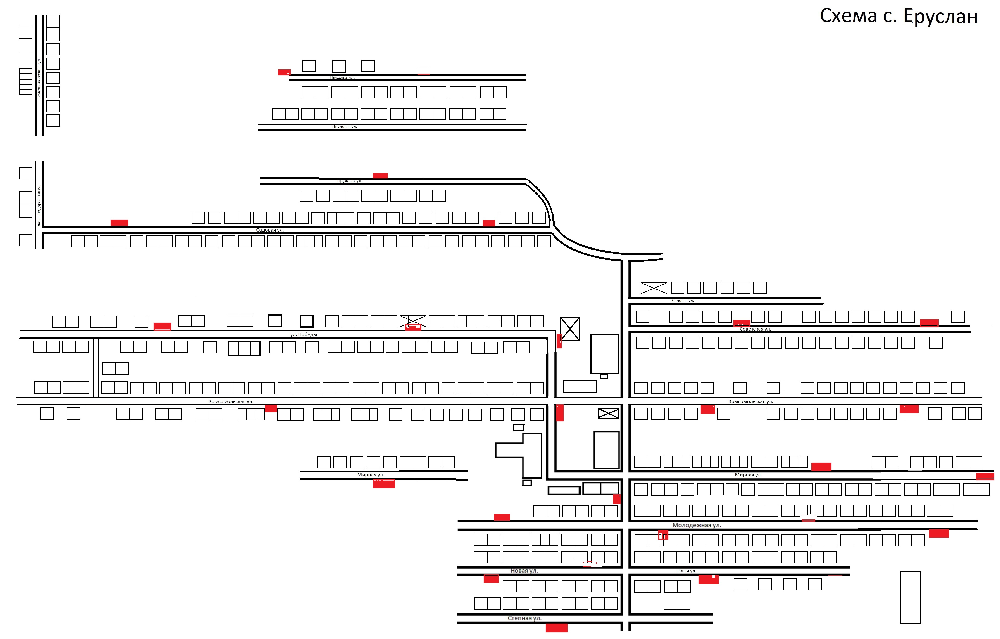 Схема с. Еруслан
Железнодорожная ул.
Прудовая ул.
Прудовая ул.
Прудовая ул.
Железнодорожная ул.
Садовая ул.
Садовая ул.
Советская ул.
ул. Победы
Комсомольская ул.
Комсомольская ул.
Мирная ул.
Мирная ул.
Молодежная ул.
Новая ул.
Новая ул.
Степная ул.